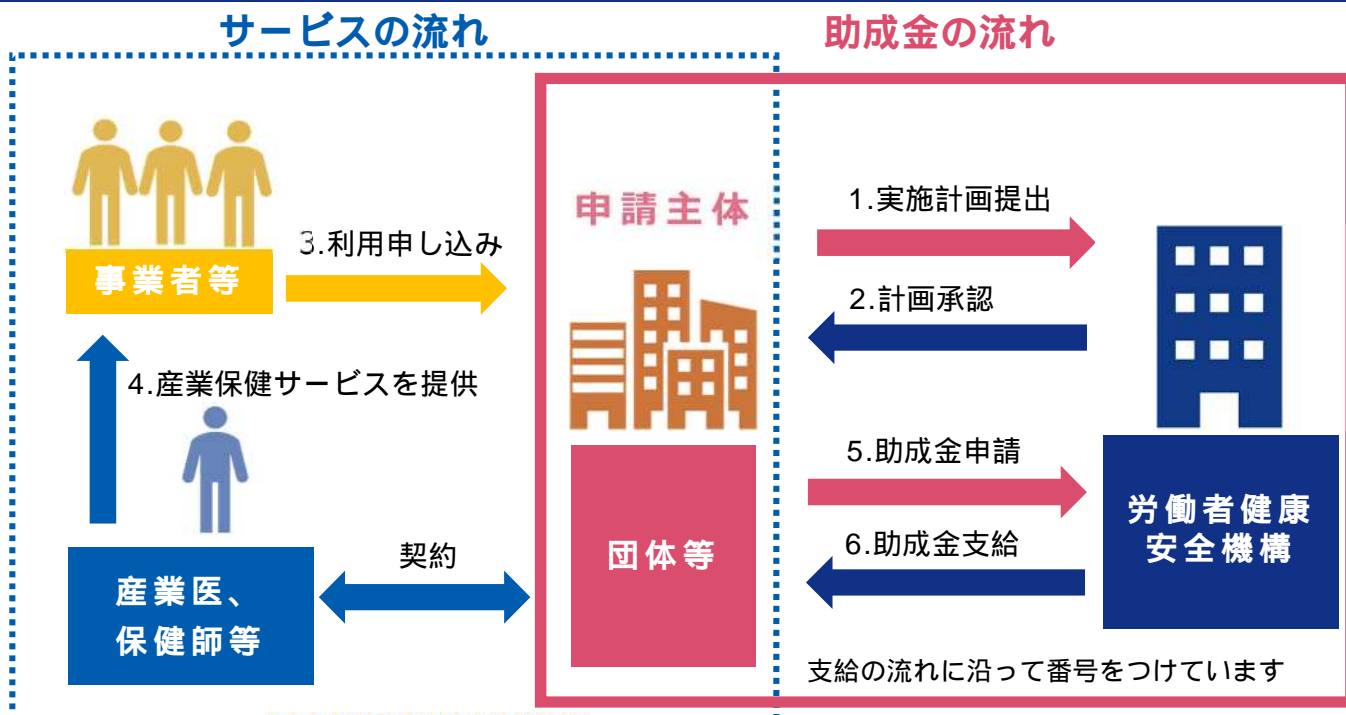 サービスの流れ
助成金の流れ
申請主体
1.実施計画提出
3.利用申し込み
事業者等
2.計画承認
4.産業保健サービスを提供
5.助成金申請
労働者健康
安全機構
団体等
6.助成金支給
契約
産業医、
保健師等
支給の流れに沿って番号をつけています